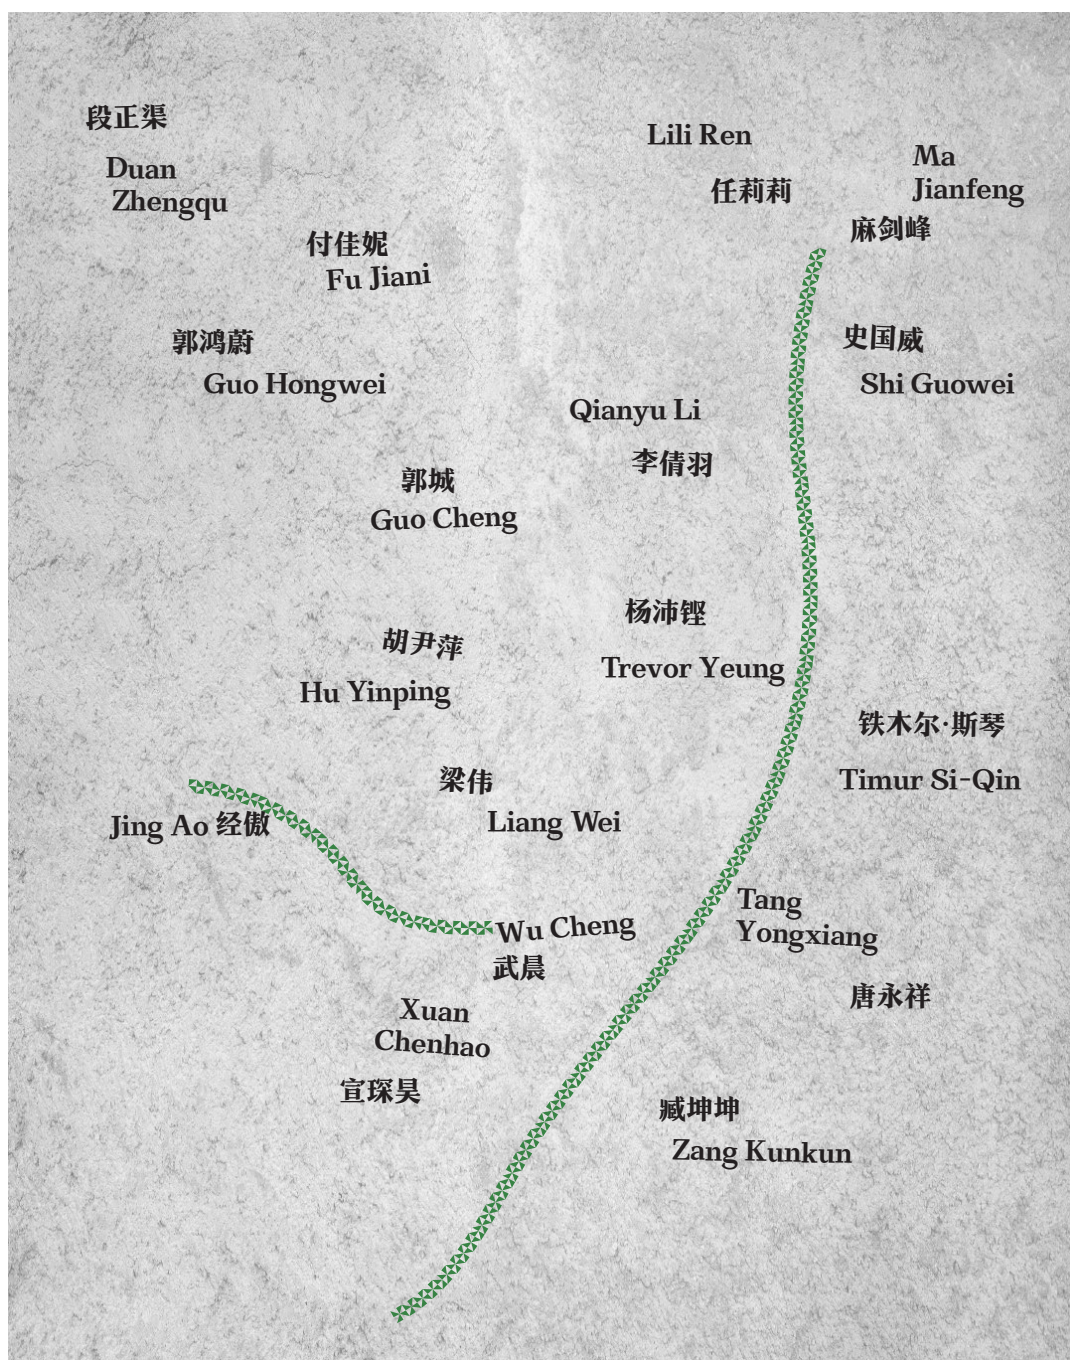 段正渠
Duan
Zhengqu
Lili Ren
任莉莉
Ma
Jianfeng
麻剑峰
付佳妮
Fu Jiani
郭鸿蔚
Guo Hongwei
史国威
Shi Guowei
Qianyu Li
李倩羽
郭城
Guo Cheng
杨沛铿
Trevor Yeung
胡尹萍
Hu Yinping
铁木尔·斯琴
Timur Si-Qin
梁伟
Liang Wei
Jing Ao 经傲
Tang
Yongxiang
唐永祥
Wu Cheng
武晨
Xuan
Chenhao
宣琛昊
臧坤坤
Zang Kunkun